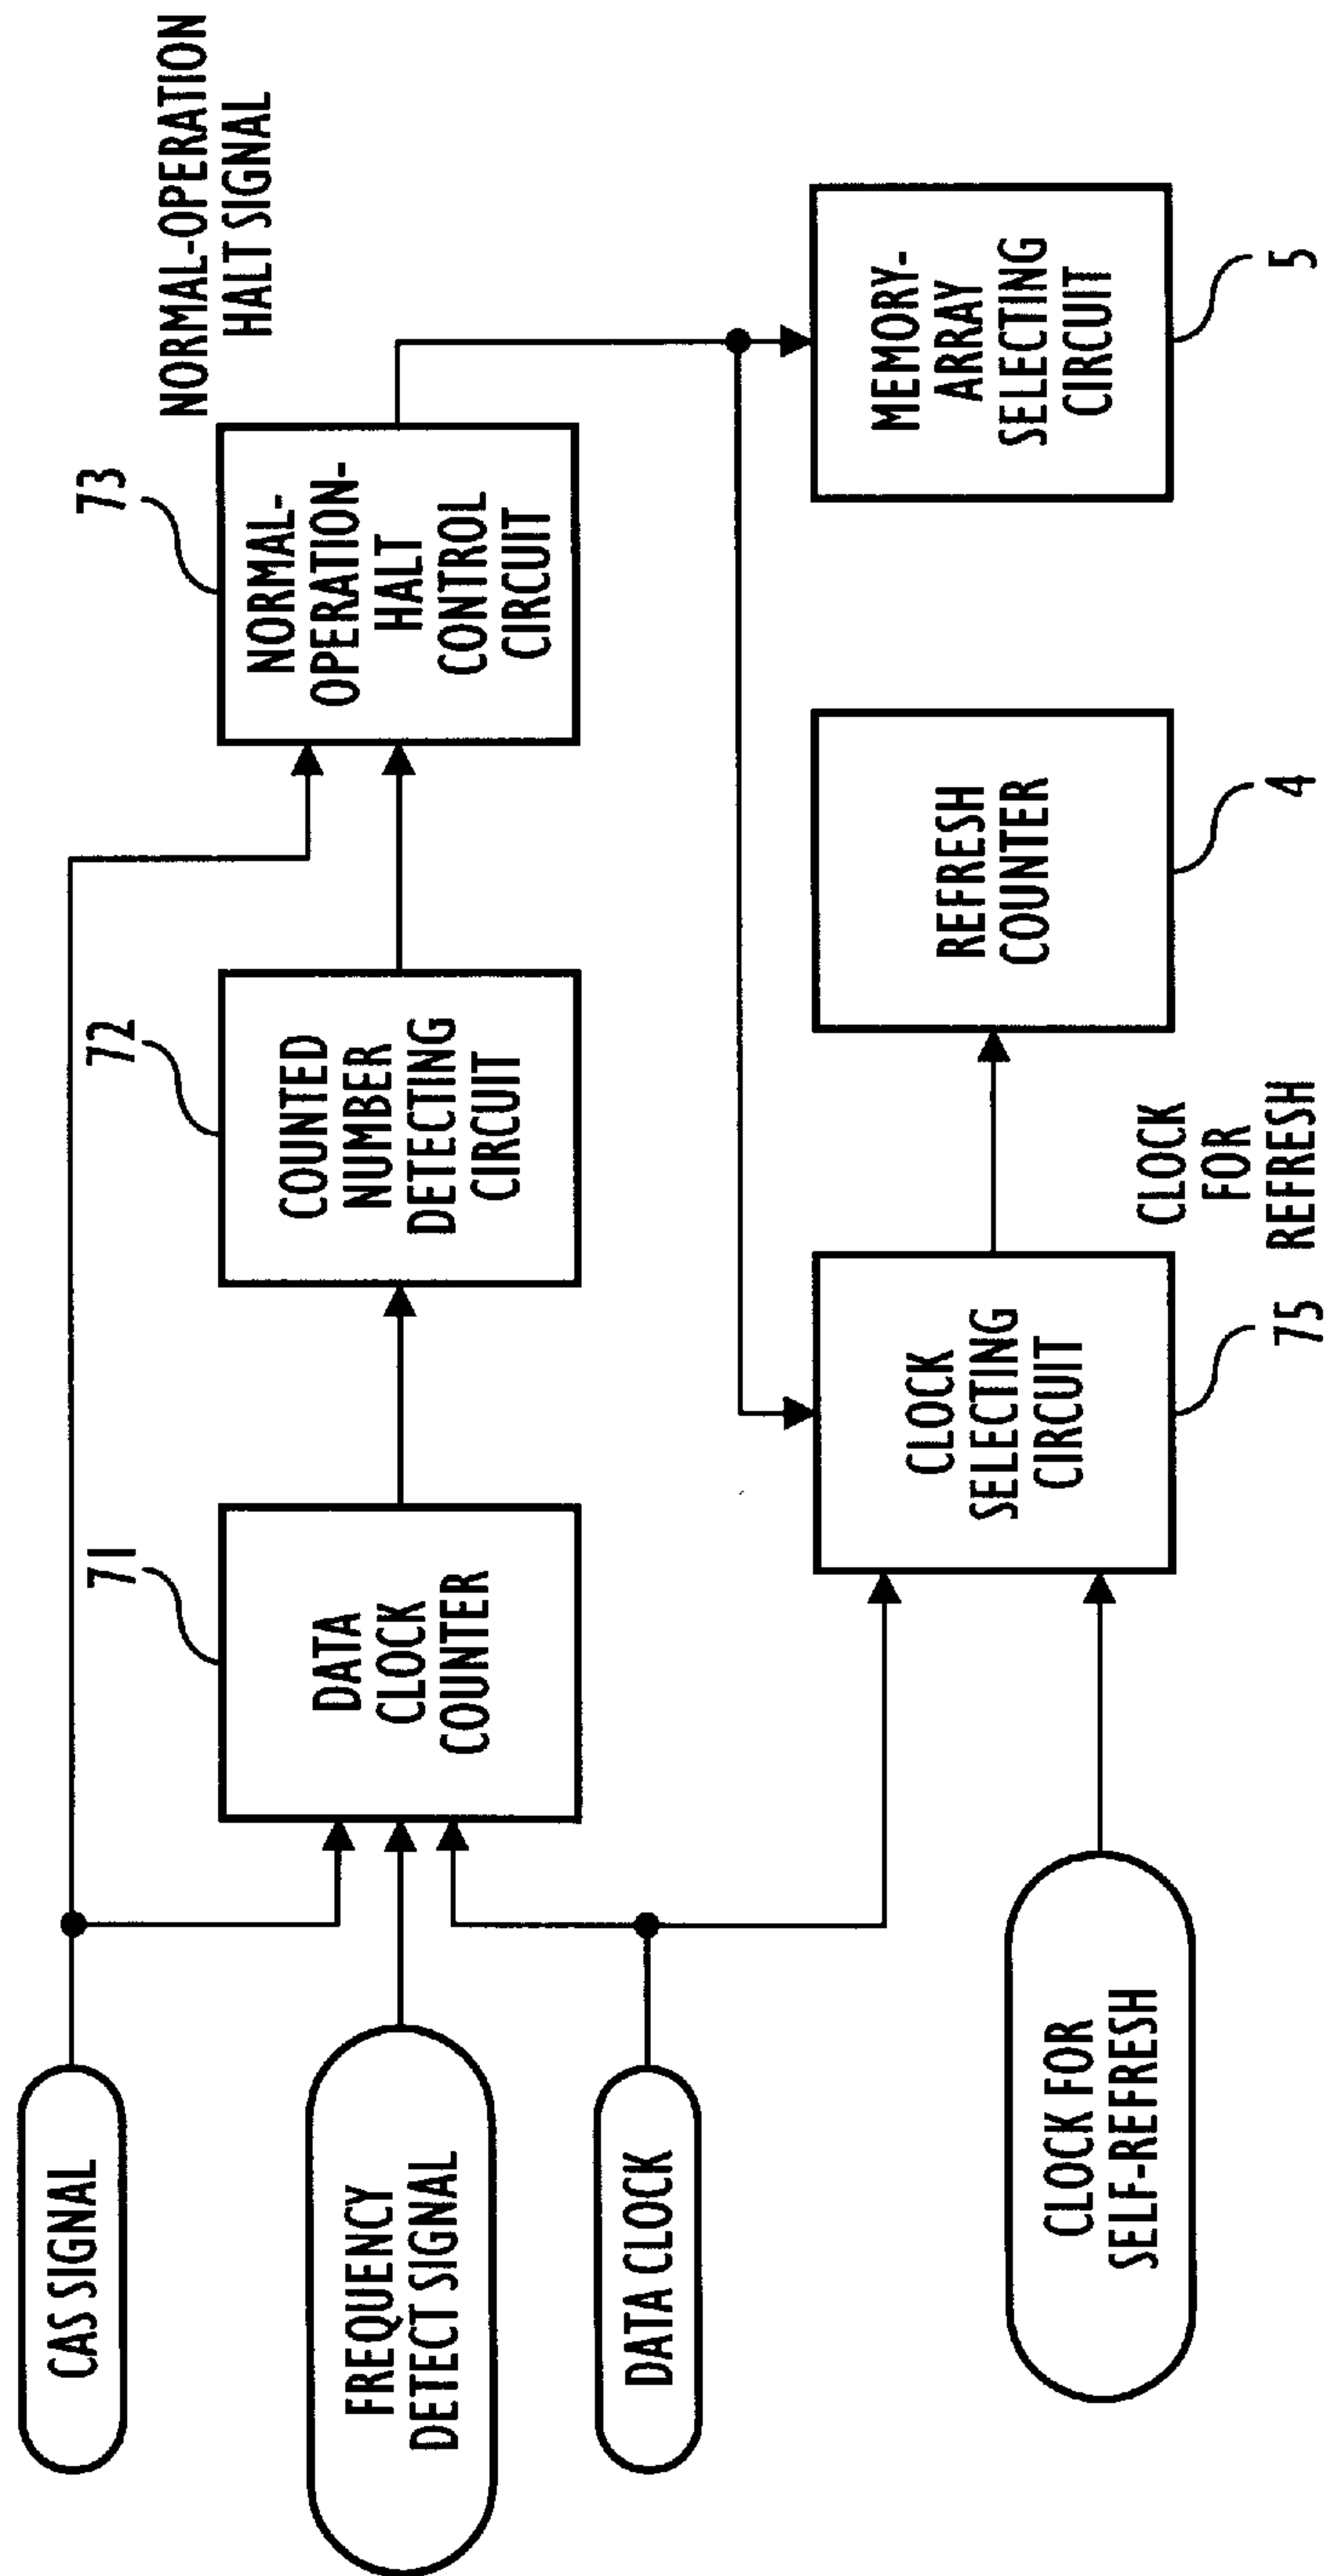 CAS SIGNAL
FREQUENCY
DETECT SIGNAL
DATA CLOCK
CLOCK FOR
SELF-REFRESH
71
DATA
CLOCK
COUNTER
72
COUNTED
NUMBER
DETECTING
CIRCUIT
73
NORMAL-
OPERATION-
HALT
CONTROL
CIRCUIT
NORMAL-OPERATION
HALT SIGNAL
CLOCK
SELECTING
CIRCUIT
75
CLOCK
FOR
REFRESH
REFRESH
COUNTER
4
MEMORY-
ARRAY
SELECTING
CIRCUIT
5